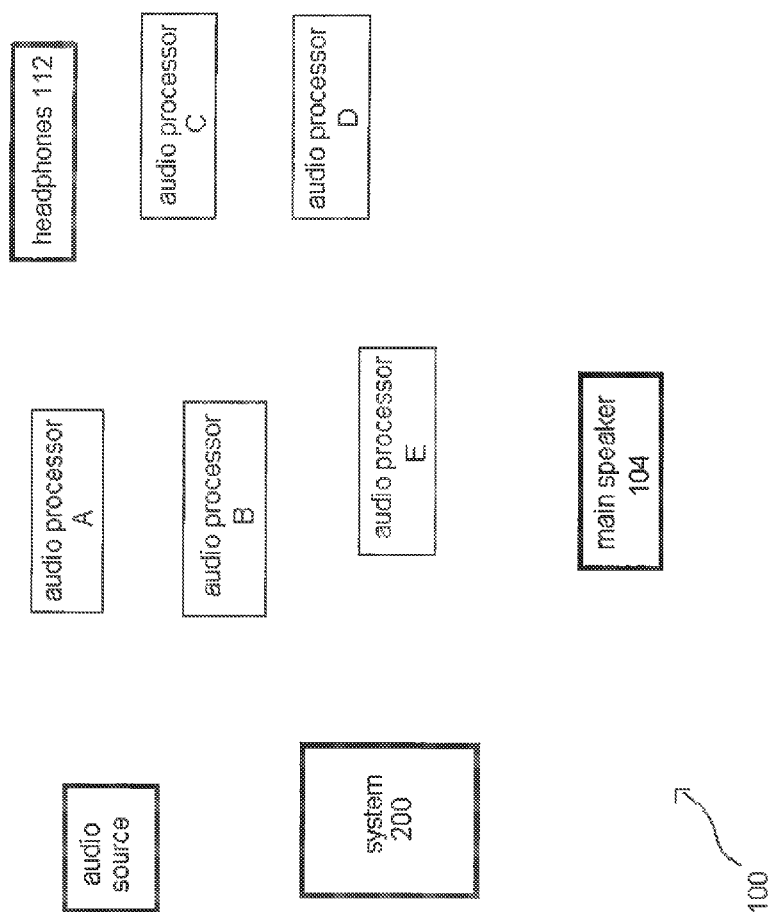 audio
source
audio processor
A
headphones 112
audio processor
B
audio processor
C
system
200
audio processor
E
audio processor
D
main speaker
104
100